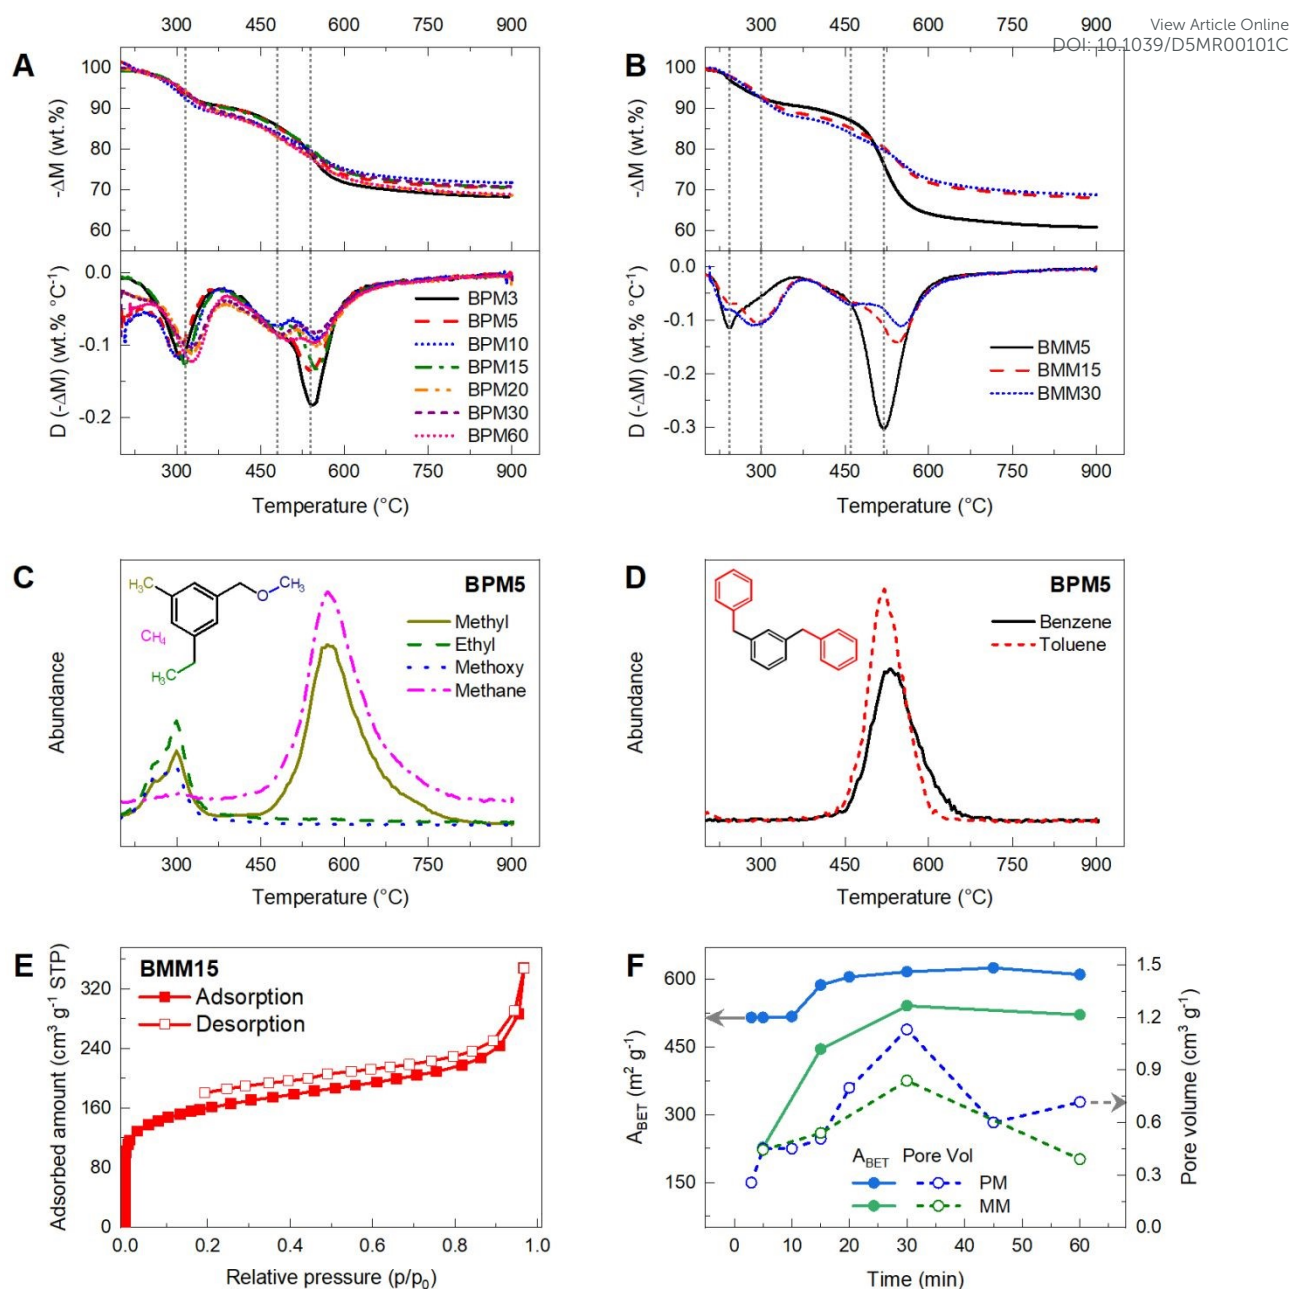 View Article Online
DOI: 10.1039/D5MR00101C
300 450 600 750 900
300 450 600 750 900
A
100
90
80
70
60
-ΔM (wt.%)
0.0
-0.1
-0.2
D (-ΔM) (wt.% °C⁻¹)
BPM3
BPM5
BPM10
BPM15
BPM20
BPM30
BPM60
300 450 600 750 900
Temperature (°C)
B
100
90
80
70
60
-ΔM (wt.%)
0.0
-0.1
-0.2
-0.3
D (-ΔM) (wt.% °C⁻¹)
BMM5
BMM15
BMM30
300 450 600 750 900
Temperature (°C)
C
BPM5
H₃C
O
CH₃
CH₄
H₃C
Methyl
Ethyl
Methoxy
Methane
Abundance
300 450 600 750 900
Temperature (°C)
D
BPM5
Benzene
Toluene
Abundance
300 450 600 750 900
Temperature (°C)
E
BMM15
Adsorption
Desorption
320
240
160
80
0
Adsorbed amount (cm³ g⁻¹ STP)
0.0 0.2 0.4 0.6 0.8 1.0
Relative pressure (p/p₀)
F
600
450
300
150
A_BET (m² g⁻¹)
1.5
1.2
0.9
0.6
0.3
0.0
Pore volume (cm³ g⁻¹)
A_BET Pore Vol
PM
MM
0 10 20 30 40 50 60
Time (min)